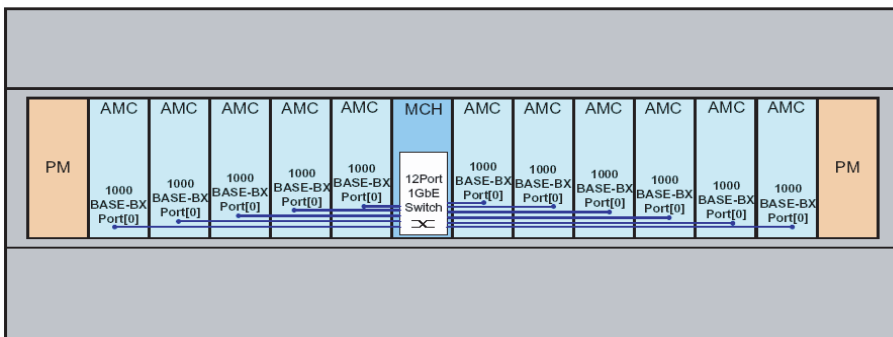 AMC AMC AMC AMC AMC MCH AMC AMC AMC AMC AMC AMC
PM
1000
BASE-BX
Port[0]
1000
BASE-BX
Port[0]
1000
BASE-BX
Port[0]
1000
BASE-BX
Port[0]
1000
BASE-BX
Port[0]
12Port
1GbE
Switch
1000
BASE-BX
Port[0]
1000
BASE-BX
Port[0]
1000
BASE-BX
Port[0]
1000
BASE-BX
Port[0]
1000
BASE-BX
Port[0]
1000
BASE-BX
Port[0]
PM